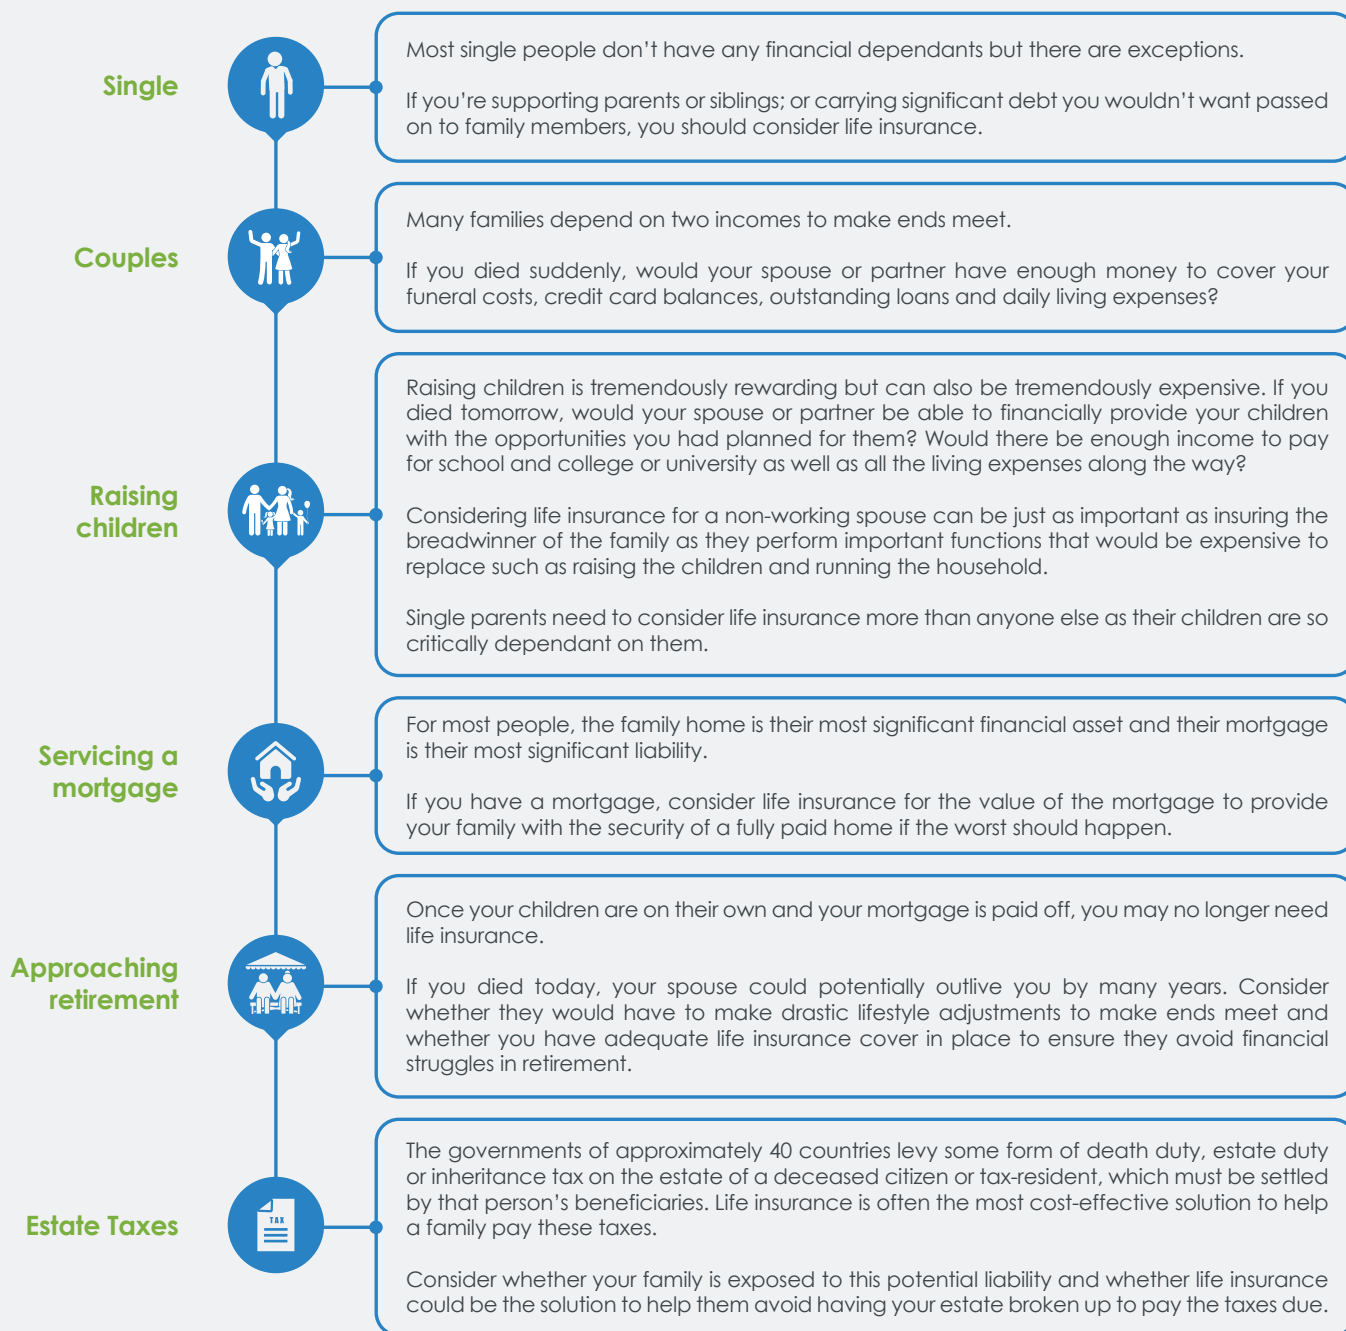 Single
Most single people don’t have any financial dependants but there are exceptions.
If you’re supporting parents or siblings; or carrying significant debt you wouldn’t want passed
on to family members, you should consider life insurance.
Couples
Many families depend on two incomes to make ends meet.
If you died suddenly, would your spouse or partner have enough money to cover your
funeral costs, credit card balances, outstanding loans and daily living expenses?
Raising
children
Raising children is tremendously rewarding but can also be tremendously expensive. If you
died tomorrow, would your spouse or partner be able to financially provide your children
with the opportunities you had planned for them? Would there be enough income to pay
for school and college or university as well as all the living expenses along the way?
Considering life insurance for a non-working spouse can be just as important as insuring the
breadwinner of the family as they perform important functions that would be expensive to
replace such as raising the children and running the household.
Single parents need to consider life insurance more than anyone else as their children are so
critically dependant on them.
Servicing a
mortgage
For most people, the family home is their most significant financial asset and their mortgage
is their most significant liability.
If you have a mortgage, consider life insurance for the value of the mortgage to provide
your family with the security of a fully paid home if the worst should happen.
Approaching
retirement
Once your children are on their own and your mortgage is paid off, you may no longer need
life insurance.
If you died today, your spouse could potentially outlive you by many years. Consider
whether they would have to make drastic lifestyle adjustments to make ends meet and
whether you have adequate life insurance cover in place to ensure they avoid financial
struggles in retirement.
Estate Taxes
TAX
The governments of approximately 40 countries levy some form of death duty, estate duty
or inheritance tax on the estate of a deceased citizen or tax-resident, which must be settled
by that person’s beneficiaries. Life insurance is often the most cost-effective solution to help
a family pay these taxes.
Consider whether your family is exposed to this potential liability and whether life insurance
could be the solution to help them avoid having your estate broken up to pay the taxes due.